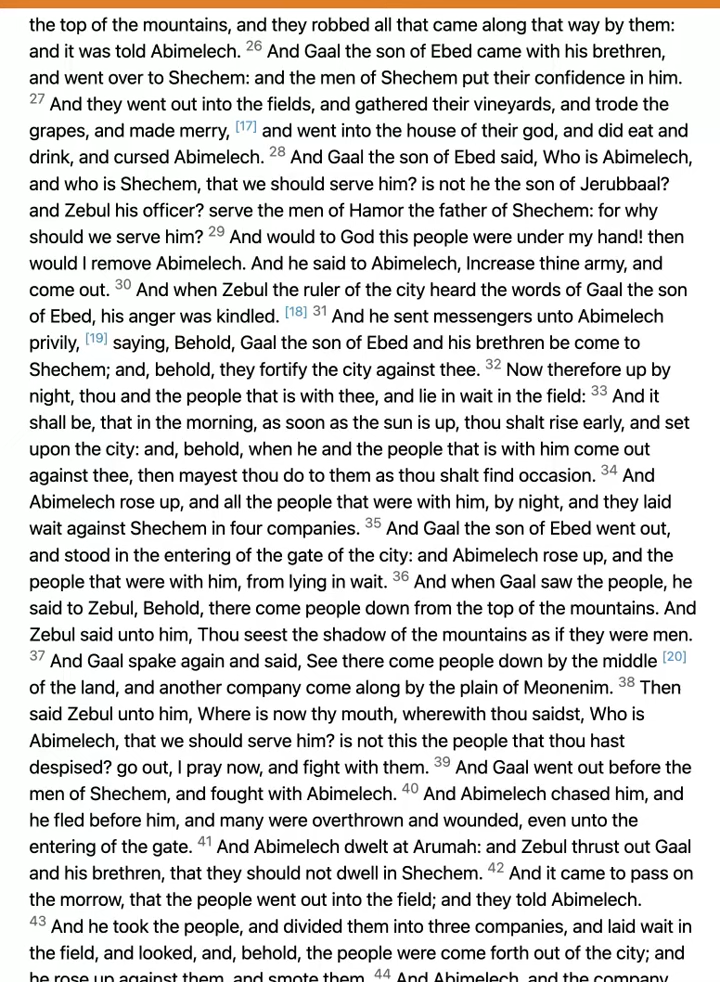 the top of the mountains, and they robbed all that came along that way by them:
and it was told Abimelech. 26 And Gaal the son of Ebed came with his brethren,
and went over to Shechem: and the men of Shechem put their confidence in him.
27 And they went out into the fields, and gathered their vineyards, and trode the
grapes, and made merry, [17] and went into the house of their god, and did eat and
drink, and cursed Abimelech. 28 And Gaal the son of Ebed said, Who is Abimelech,
and who is Shechem, that we should serve him? is not he the son of Jerubbaal?
and Zebul his officer? serve the men of Hamor the father of Shechem: for why
should we serve him? 29 And would to God this people were under my hand! then
would I remove Abimelech. And he said to Abimelech, Increase thine army, and
come out. 30 And when Zebul the ruler of the city heard the words of Gaal the son
of Ebed, his anger was kindled. [18] 31 And he sent messengers unto Abimelech
privily, [19] saying, Behold, Gaal the son of Ebed and his brethren be come to
Shechem; and, behold, they fortify the city against thee. 32 Now therefore up by
night, thou and the people that is with thee, and lie in wait in the field: 33 And it
shall be, that in the morning, as soon as the sun is up, thou shalt rise early, and set
upon the city: and, behold, when he and the people that is with him come out
against thee, then mayest thou do to them as thou shalt find occasion. 34 And
Abimelech rose up, and all the people that were with him, by night, and they laid
wait against Shechem in four companies. 35 And Gaal the son of Ebed went out,
and stood in the entering of the gate of the city: and Abimelech rose up, and the
people that were with him, from lying in wait. 36 And when Gaal saw the people, he
said to Zebul, Behold, there come people down from the top of the mountains. And
Zebul said unto him, Thou seest the shadow of the mountains as if they were men.
37 And Gaal spake again and said, See there come people down by the middle [20]
of the land, and another company come along by the plain of Meonenim. 38 Then
said Zebul unto him, Where is now thy mouth, wherewith thou saidst, Who is
Abimelech, that we should serve him? is not this the people that thou hast
despised? go out, I pray now, and fight with them. 39 And Gaal went out before the
men of Shechem, and fought with Abimelech. 40 And Abimelech chased him, and
he fled before him, and many were overthrown and wounded, even unto the
entering of the gate. 41 And Abimelech dwelt at Arumah: and Zebul thrust out Gaal
and his brethren, that they should not dwell in Shechem. 42 And it came to pass on
the morrow, that the people went out into the field; and they told Abimelech.
43 And he took the people, and divided them into three companies, and laid wait in
the field, and looked, and, behold, the people were come forth out of the city; and
he rose up against them, and smote them. 44 And Abimelech, and the company